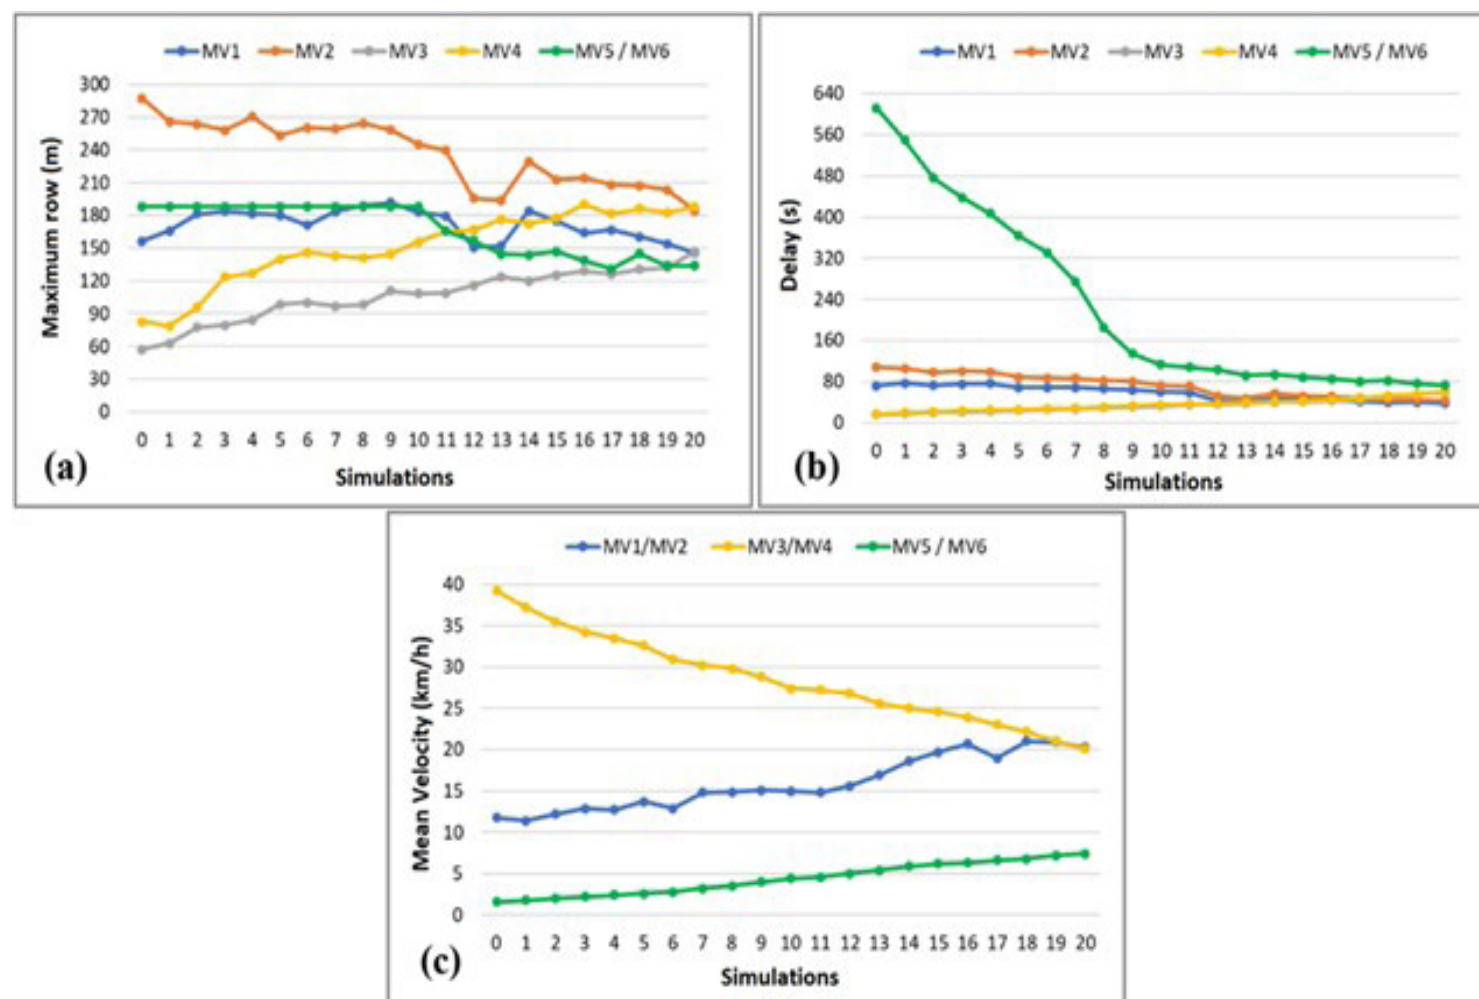 MV1 MV2 MV3 MV4 MV5 / MV6
300
270
240
210
180
150
120
90
60
30
0
Maximum row (m)
0 1 2 3 4 5 6 7 8 9 10 11 12 13 14 15 16 17 18 19 20
(a)
Simulations
MV1 MV2 MV3 MV4 MV5 / MV6
640
560
480
400
320
240
160
80
0
Delay (s)
0 1 2 3 4 5 6 7 8 9 10 11 12 13 14 15 16 17 18 19 20
(b)
Simulations
MV1/MV2 MV3/MV4 MV5 / MV6
40
35
30
25
20
15
10
5
0
Mean Velocity (km/h)
0 1 2 3 4 5 6 7 8 9 10 11 12 13 14 15 16 17 18 19 20
(c)
Simulations